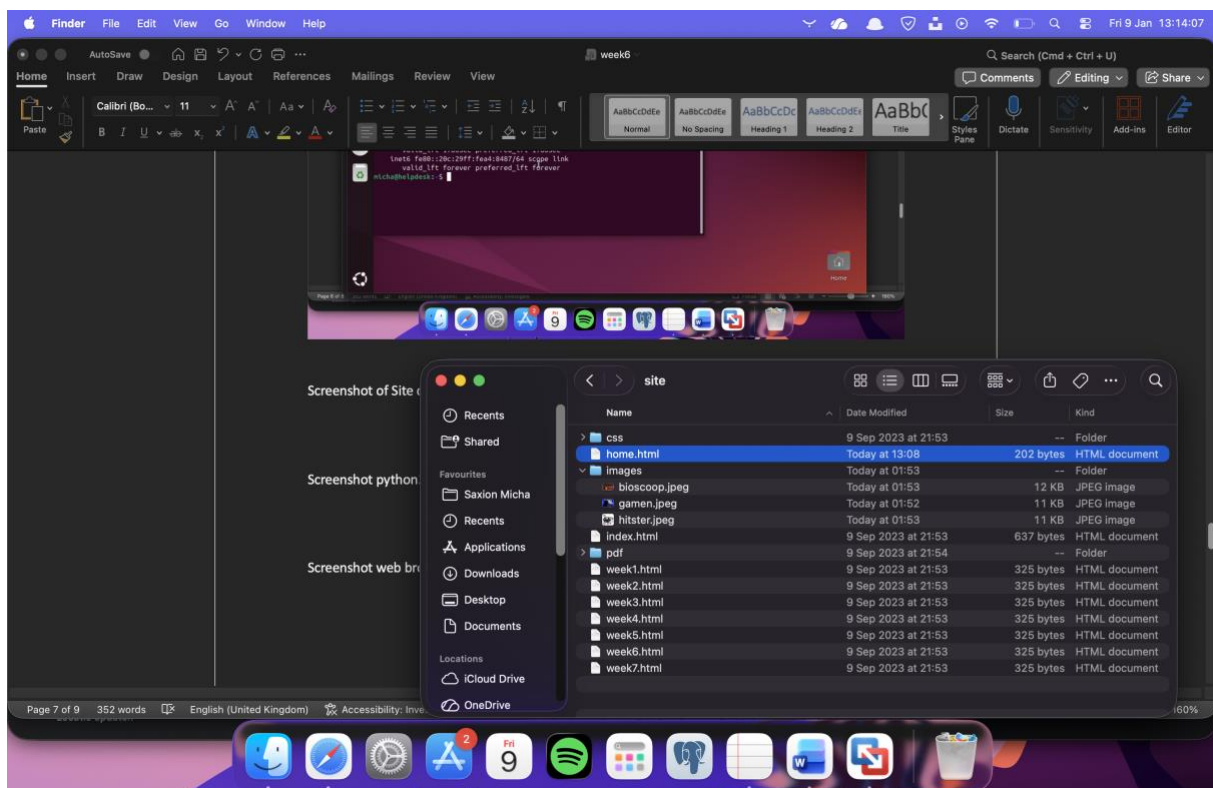 Finder File Edit View Go Window Help Fri 9 Jan 13:14:07
AutoSave week6 Search (Cmd + Ctrl + U)
Home Insert Draw Design Layout References Mailings Review View Comments Editing Share
Paste Calibri (Bo... 11 Aa
B I U ab x
AaBbCcDdEe AaBbCcDdEe AaBbCcDc AaBbCcDdEe AaBb(
Normal No Spacing Heading 1 Heading 2 Title
Styles Pane Dictate Sensitivity Add-ins Editor
inet6 fe80::20c:29ff:fea4:8487/64 scope link
valid_lft forever preferred_lft forever
micha@helpdesk:~$
Home
9
Screenshot of Site
Screenshot python
Screenshot web br
site
Recents
Shared
Favourites
Saxion Micha
Recents
Applications
Downloads
Desktop
Documents
Locations
iCloud Drive
OneDrive
Name Date Modified Size Kind
css 9 Sep 2023 at 21:53 -- Folder
home.html Today at 13:08 202 bytes HTML document
images Today at 01:53 -- Folder
bioscoop.jpeg Today at 01:53 12 KB JPEG image
gamen.jpeg Today at 01:52 11 KB JPEG image
hitster.jpeg Today at 01:53 11 KB JPEG image
index.html 9 Sep 2023 at 21:53 637 bytes HTML document
pdf 9 Sep 2023 at 21:54 -- Folder
week1.html 9 Sep 2023 at 21:53 325 bytes HTML document
week2.html 9 Sep 2023 at 21:53 325 bytes HTML document
week3.html 9 Sep 2023 at 21:53 325 bytes HTML document
week4.html 9 Sep 2023 at 21:53 325 bytes HTML document
week5.html 9 Sep 2023 at 21:53 325 bytes HTML document
week6.html 9 Sep 2023 at 21:53 325 bytes HTML document
week7.html 9 Sep 2023 at 21:53 325 bytes HTML document
Page 7 of 9 352 words English (United Kingdom) Accessibility: Inve 160%
2
Fri
9
W